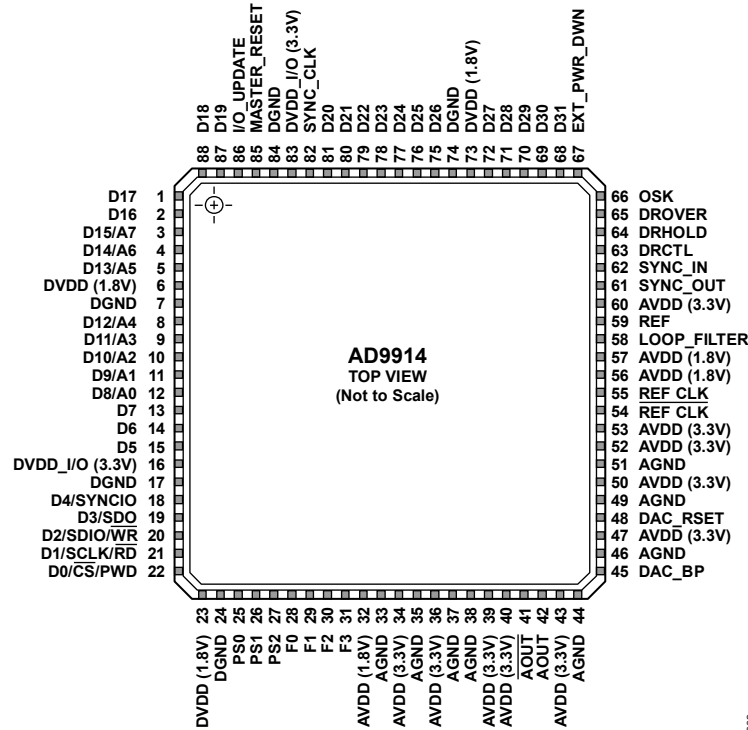 88 D18
87 D19
86 I/O_UPDATE
85 MASTER_RESET
84 DGND
83 DVDD_I/O (3.3V)
82 SYNC_CLK
81 D20
80 D21
79 D22
78 D23
77 D24
76 D25
75 D26
74 DGND
73 DVDD (1.8V)
72 D27
71 D28
70 D29
69 D30
68 D31
67 EXT_PWR_DWN
D17 1
D16 2
D15/A7 3
D14/A6 4
D13/A5 5
DVDD (1.8V) 6
DGND 7
D12/A4 8
D11/A3 9
D10/A2 10
D9/A1 11
D8/A0 12
D7 13
D6 14
D5 15
DVDD_I/O (3.3V) 16
DGND 17
D4/SYNCIO 18
D3/SDO 19
D2/SDIO/WR 20
D1/SCLK/RD 21
D0/CS/PWD 22
AD9914
TOP VIEW
(Not to Scale)
66 OSK
65 DROVER
64 DRHOLD
63 DRCTL
62 SYNC_IN
61 SYNC_OUT
60 AVDD (3.3V)
59 REF
58 LOOP_FILTER
57 AVDD (1.8V)
56 AVDD (1.8V)
55 REF CLK
54 REF CLK
53 AVDD (3.3V)
52 AVDD (3.3V)
51 AGND
50 AVDD (3.3V)
49 AGND
48 DAC_RSET
47 AVDD (3.3V)
46 AGND
45 DAC_BP
DVDD (1.8V) 23
DGND 24
PS0 25
PS1 26
PS2 27
F0 28
F1 29
F2 30
F3 31
AVDD (1.8V) 32
AGND 33
AVDD (3.3V) 34
AGND 35
AVDD (3.3V) 36
AGND 37
AGND 38
AVDD (3.3V) 39
AVDD (3.3V) 40
AOUT 41
AOUT 42
AVDD (3.3V) 43
AGND 44